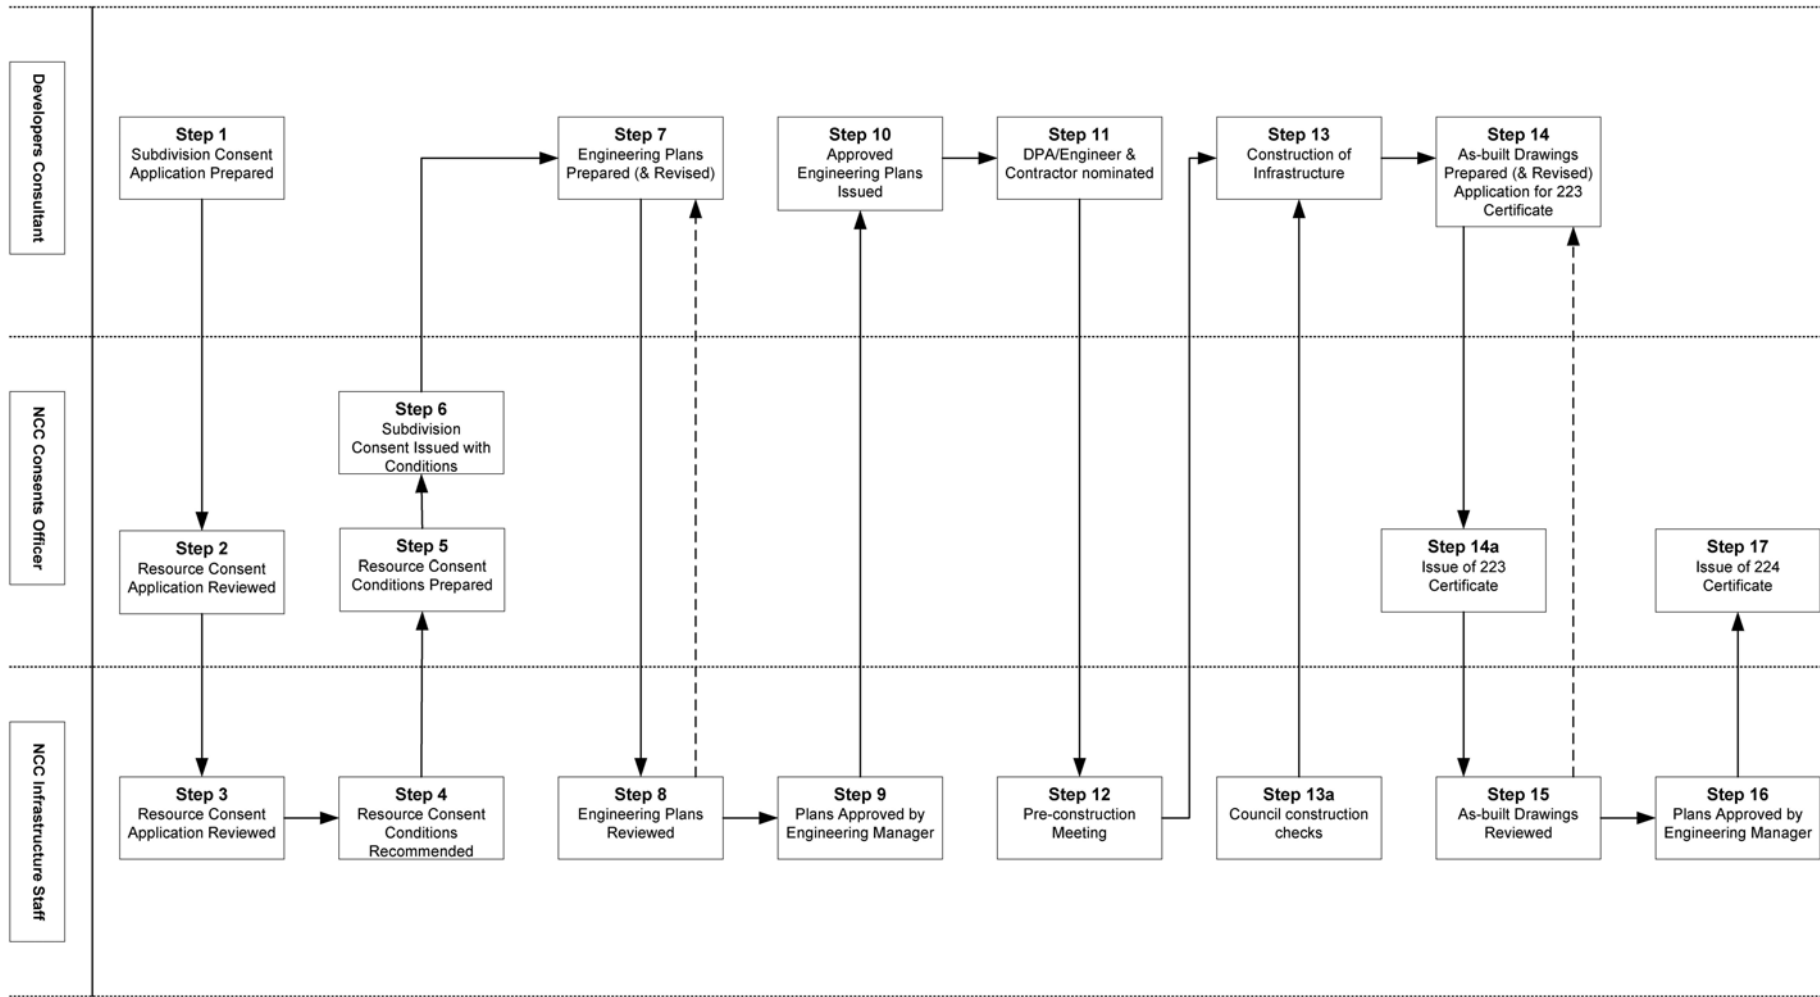 Developers Consultant
Step 1
Subdivision Consent
Application Prepared
Step 7
Engineering Plans
Prepared (& Revised)
Step 10
Approved
Engineering Plans
Issued
Step 11
DPA/Engineer &
Contractor nominated
Step 13
Construction of
Infrastructure
Step 14
As-built Drawings
Prepared (& Revised)
Application for 223
Certificate
NCC Consents Officer
Step 6
Subdivision
Consent Issued with
Conditions
Step 2
Resource Consent
Application Reviewed
Step 5
Resource Consent
Conditions Prepared
Step 14a
Issue of 223
Certificate
Step 17
Issue of 224
Certificate
NCC Infrastructure Staff
Step 3
Resource Consent
Application Reviewed
Step 4
Resource Consent
Conditions
Recommended
Step 8
Engineering Plans
Reviewed
Step 9
Plans Approved by
Engineering Manager
Step 12
Pre-construction
Meeting
Step 13a
Council construction
checks
Step 15
As-built Drawings
Reviewed
Step 16
Plans Approved by
Engineering Manager